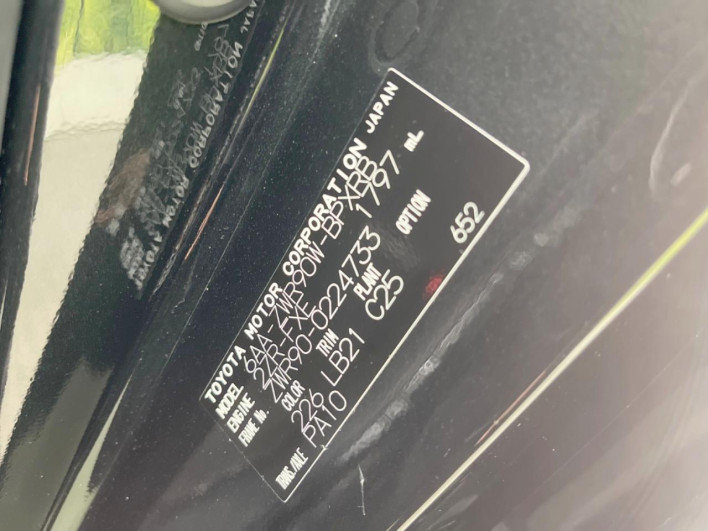 TOYOTA MOTOR CORPORATION JAPAN
MODEL 6AA-ZWR90W-BPXRB
ENGINE 2ZR-FXE 1797 mL
FRAME No. ZWR90-0224733
COLOR TRIM PLANT OPTION
226 LB21 C25 652
TRANS/AXLE PA10